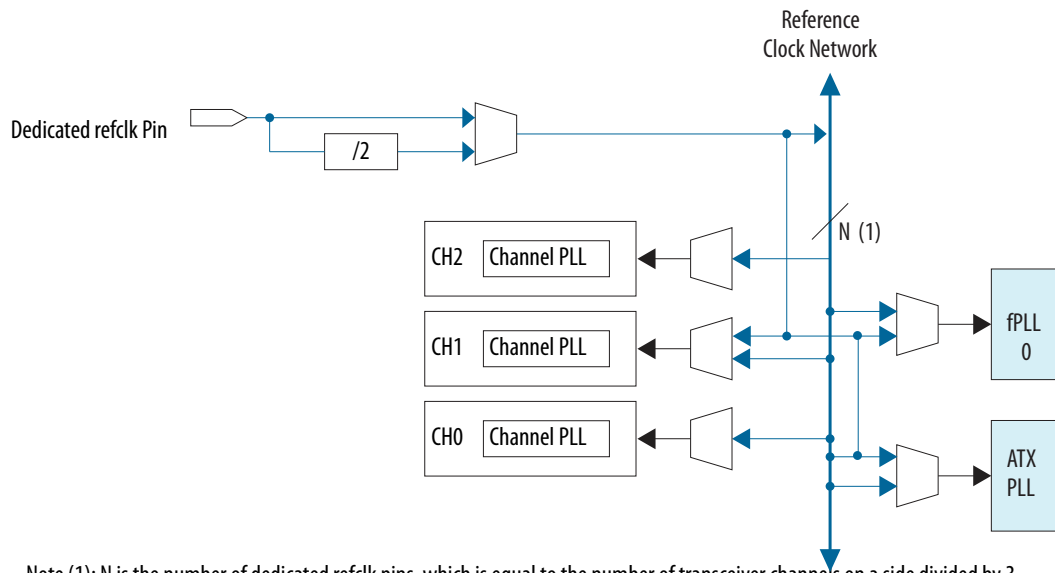 Reference
Clock Network
Dedicated refclk Pin
/2
N (1)
CH2
Channel PLL
fPLL
0
CH1
Channel PLL
CH0
Channel PLL
ATX
PLL
Note (1): N is the number of dedicated refclk pins, which is equal to the number of transceiver channels on a side divided by 3.